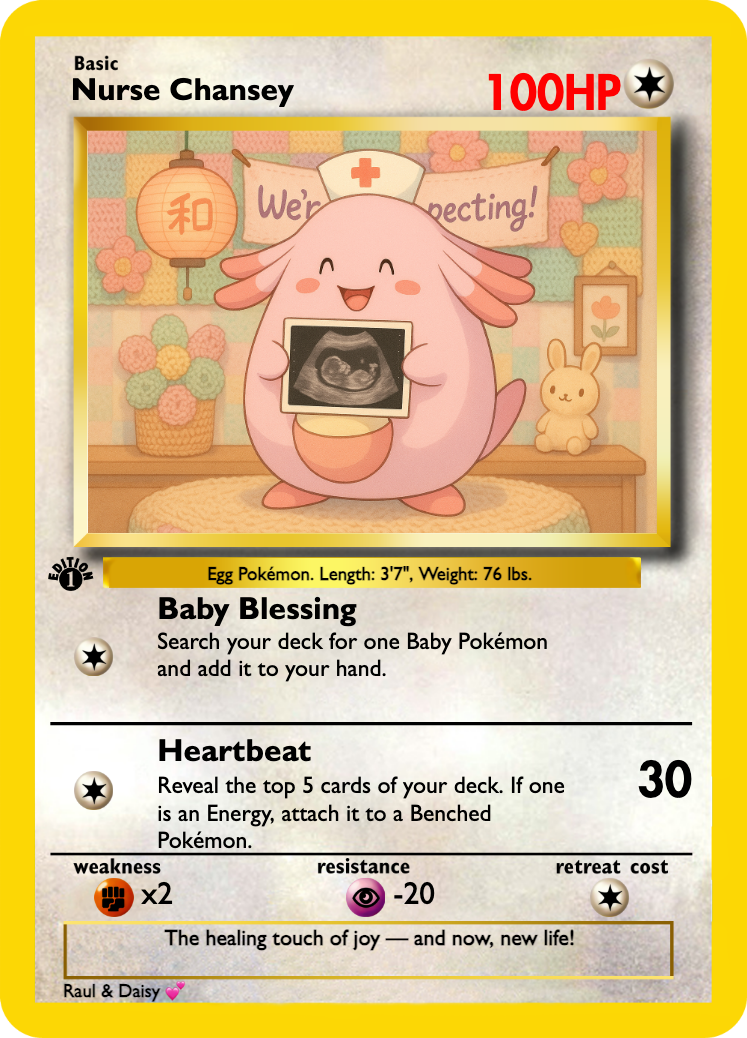 Basic
Nurse Chansey
100HP
和
We'r pecting!
EDITION
1
Egg Pokémon. Length: 3'7", Weight: 76 lbs.
Baby Blessing
Search your deck for one Baby Pokémon
and add it to your hand.
Heartbeat
30
Reveal the top 5 cards of your deck. If one
is an Energy, attach it to a Benched
Pokémon.
weakness resistance retreat cost
x2 -20
The healing touch of joy — and now, new life!
Raul & Daisy 💕